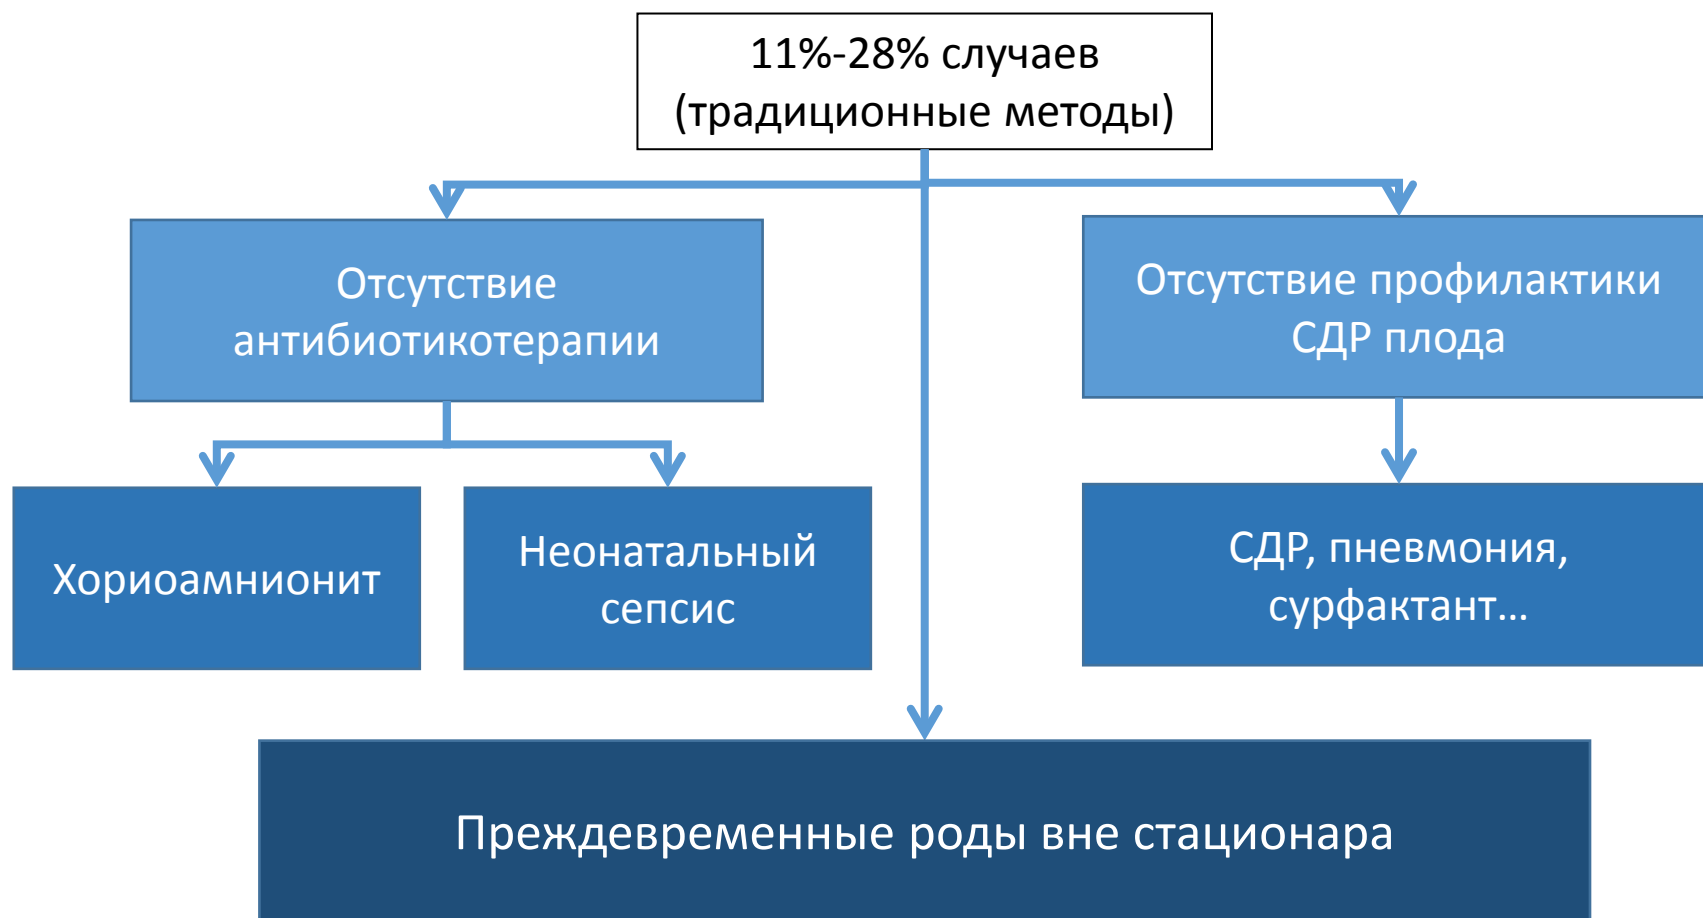 11%-28% случаев
(традиционные методы)
Отсутствие
антибиотикотерапии
Отсутствие профилактики
СДР плода
Хориоамнионит
Неонатальный
сепсис
СДР, пневмония,
сурфактант…
Преждевременные роды вне стационара